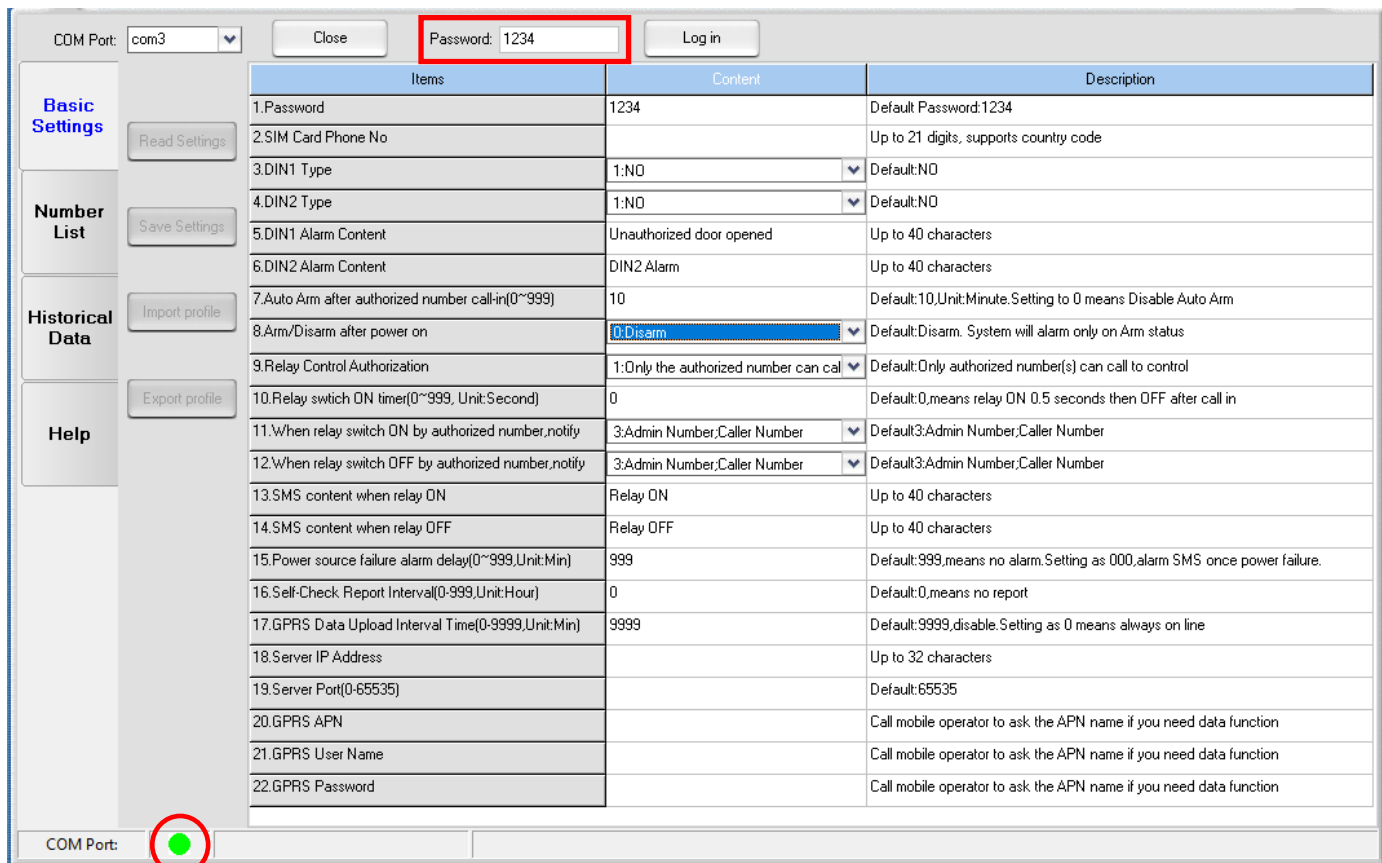 COM Port: com3 Close Password: 1234 Log in
Items Content Description
Basic Settings
Number List
Historical Data
Help
Read Settings
Save Settings
Import profile
Export profile
1.Password 1234 Default Password:1234
2.SIM Card Phone No Up to 21 digits, supports country code
3.DIN1 Type 1:NO Default:NO
4.DIN2 Type 1:NO Default:NO
5.DIN1 Alarm Content Unauthorized door opened Up to 40 characters
6.DIN2 Alarm Content DIN2 Alarm Up to 40 characters
7.Auto Arm after authorized number call-in(0~999) 10 Default:10,Unit:Minute.Setting to 0 means Disable Auto Arm
8.Arm/Disarm after power on 0:Disarm Default:Disarm. System will alarm only on Arm status
9.Relay Control Authorization 1:Only the authorized number can cal Default:Only authorized number(s) can call to control
10.Relay swtich ON timer(0~999, Unit:Second) 0 Default:0,means relay ON 0.5 seconds then OFF after call in
11.When relay switch ON by authorized number,notify 3:Admin Number;Caller Number Default3:Admin Number;Caller Number
12.When relay switch OFF by authorized number,notify 3:Admin Number;Caller Number Default3:Admin Number;Caller Number
13.SMS content when relay ON Relay ON Up to 40 characters
14.SMS content when relay OFF Relay OFF Up to 40 characters
15.Power source failure alarm delay(0~999,Unit:Min) 999 Default:999,means no alarm.Setting as 000,alarm SMS once power failure.
16.Self-Check Report Interval(0-999,Unit:Hour) 0 Default:0,means no report
17.GPRS Data Upload Interval Time(0-9999,Unit:Min) 9999 Default:9999,disable.Setting as 0 means always on line
18.Server IP Address Up to 32 characters
19.Server Port(0-65535) Default:65535
20.GPRS APN Call mobile operator to ask the APN name if you need data function
21.GPRS User Name Call mobile operator to ask the APN name if you need data function
22.GPRS Password Call mobile operator to ask the APN name if you need data function
COM Port: